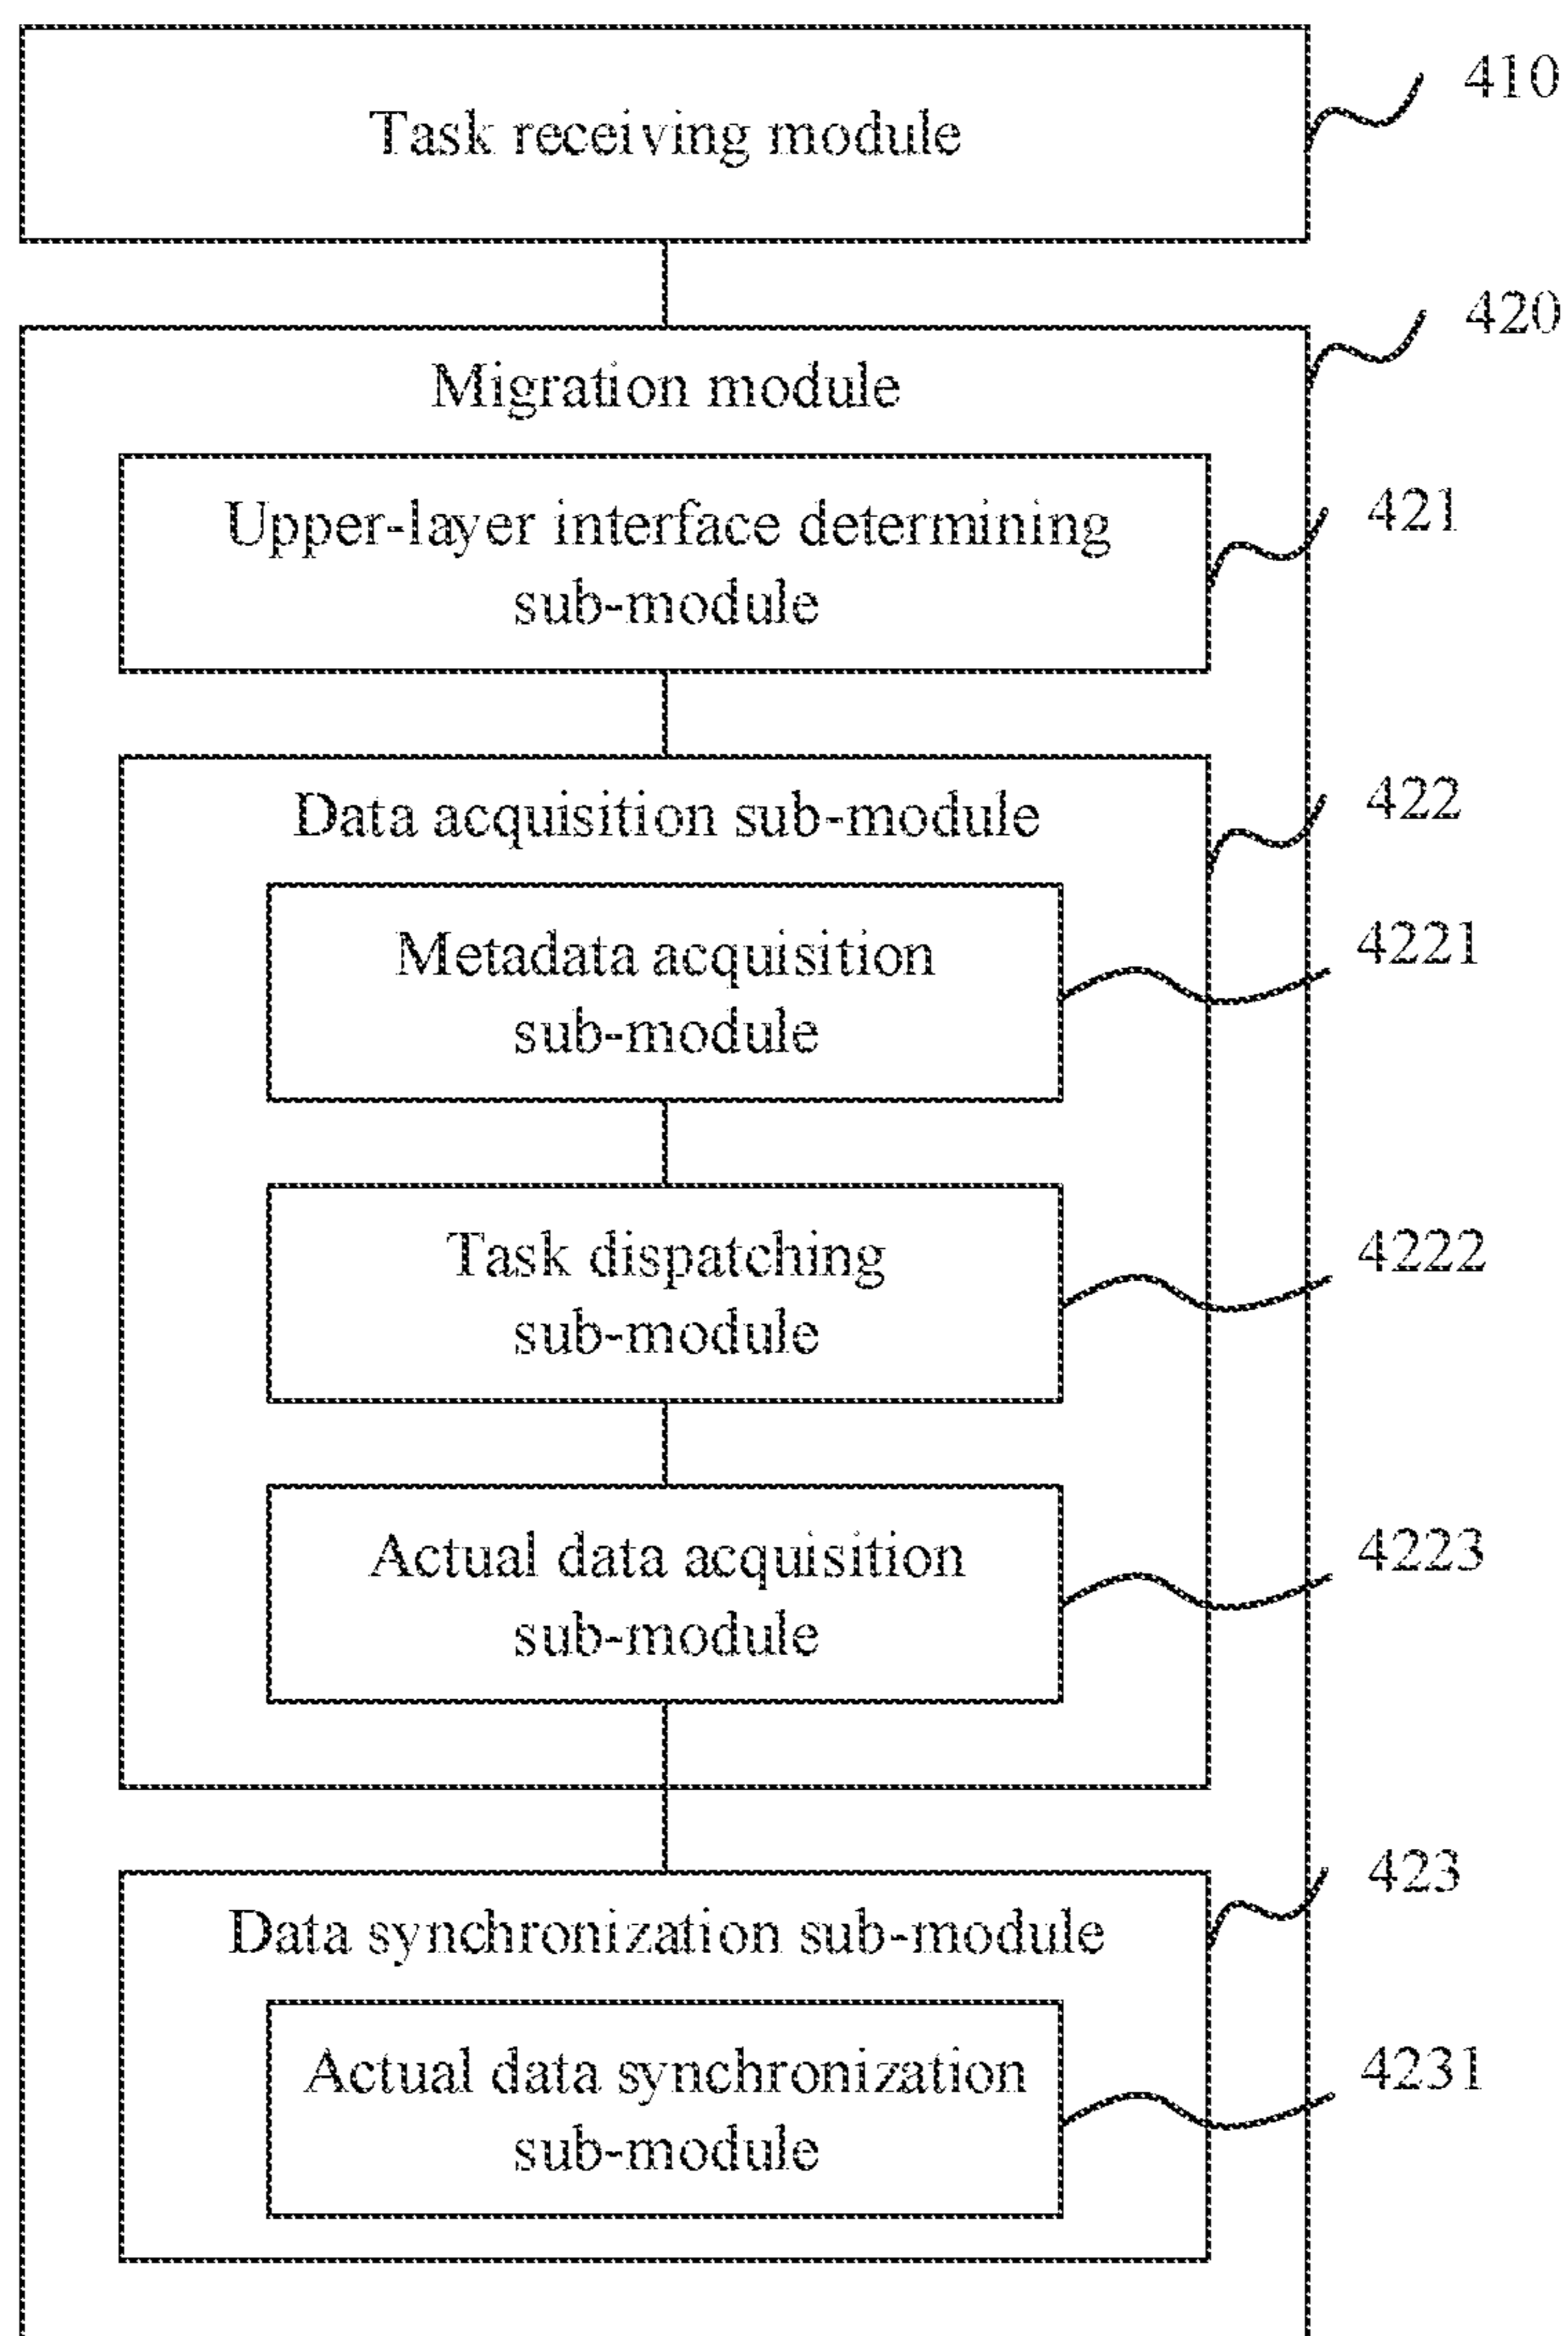 Task receiving module
410
420
Migration module
Upper-layer interface determining
sub-module
421
Data acquisition sub-module
422
Metadata acquisition
sub-module
4221
Task dispatching
sub-module
4222
Actual data acquisition
sub-module
4223
Data synchronization sub-module
423
Actual data synchronization
sub-module
4231